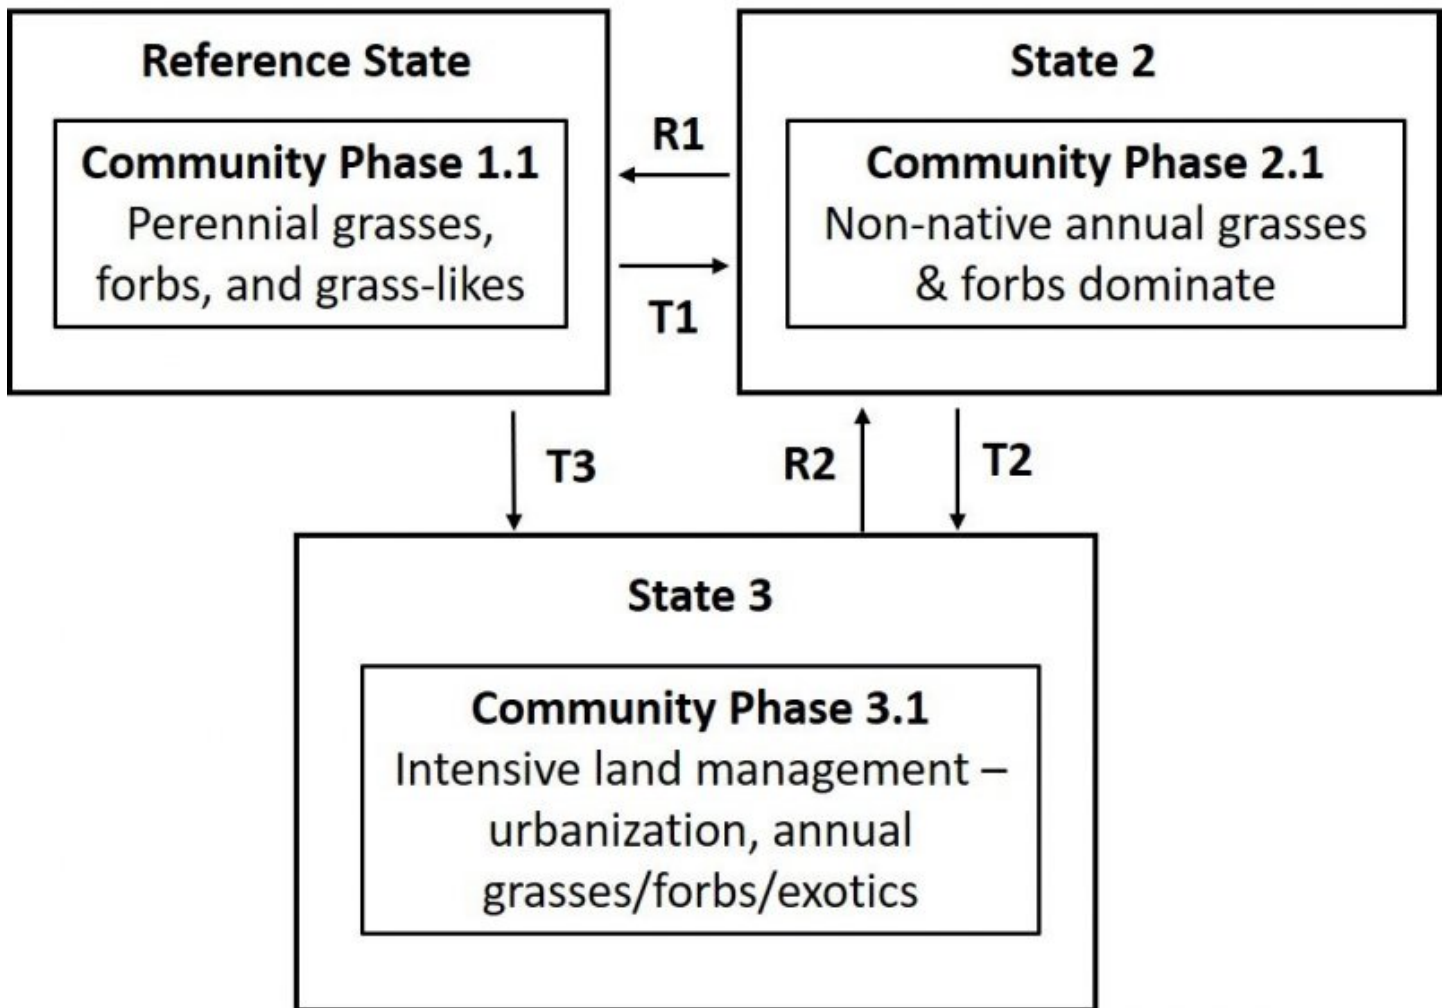 Reference State
Community Phase 1.1
Perennial grasses,
forbs, and grass-likes
R1
T1
State 2
Community Phase 2.1
Non-native annual grasses
& forbs dominate
T3
R2
T2
State 3
Community Phase 3.1
Intensive land management –
urbanization, annual
grasses/forbs/exotics